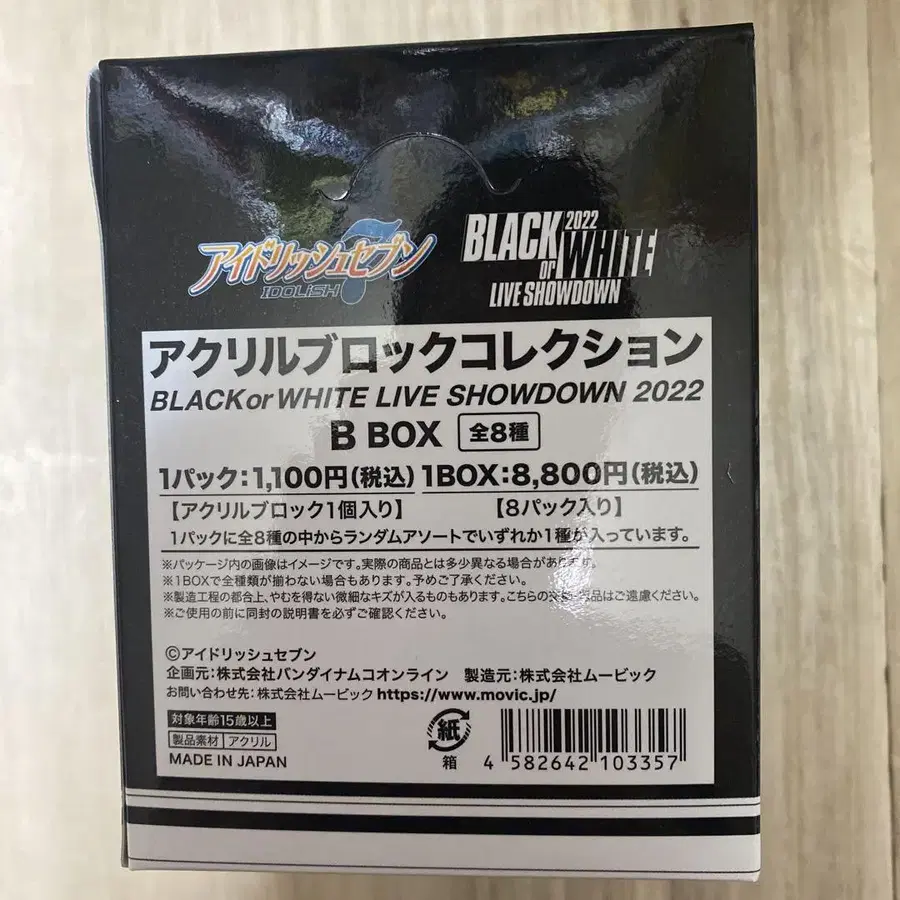 アイドリッシュセブン
IDOLiSH7
BLACK
or
2022
WHITE
LIVE SHOWDOWN
アクリルブロックコレクション
BLACK or WHITE LIVE SHOWDOWN 2022
B BOX 全8種
1パック:1,100円(税込) 1BOX:8,800円(税込)
【アクリルブロック1個入り】 【8パック入り】
1パックに全8種の中からランダムアソートでいずれか1種が入っています。
※パッケージ内の画像はイメージです。実際の商品とは多少異なる場合があります。
※1BOXで全種類が揃わない場合もあります。予めご了承ください。
※製造工程の都合上、やむを得ない微細なキズが入るものもあります。こちらの交換・返品はご遠慮ください。
※ご使用の前に同封の説明書を必ずご確認ください。
©アイドリッシュセブン
企画元:株式会社バンダイナムコオンライン 製造元:株式会社ムービック
お問い合わせ先:株式会社ムービック https://www.movic.jp/
対象年齢15歳以上
製品素材 アクリル
MADE IN JAPAN
紙
箱
4 582642 103357